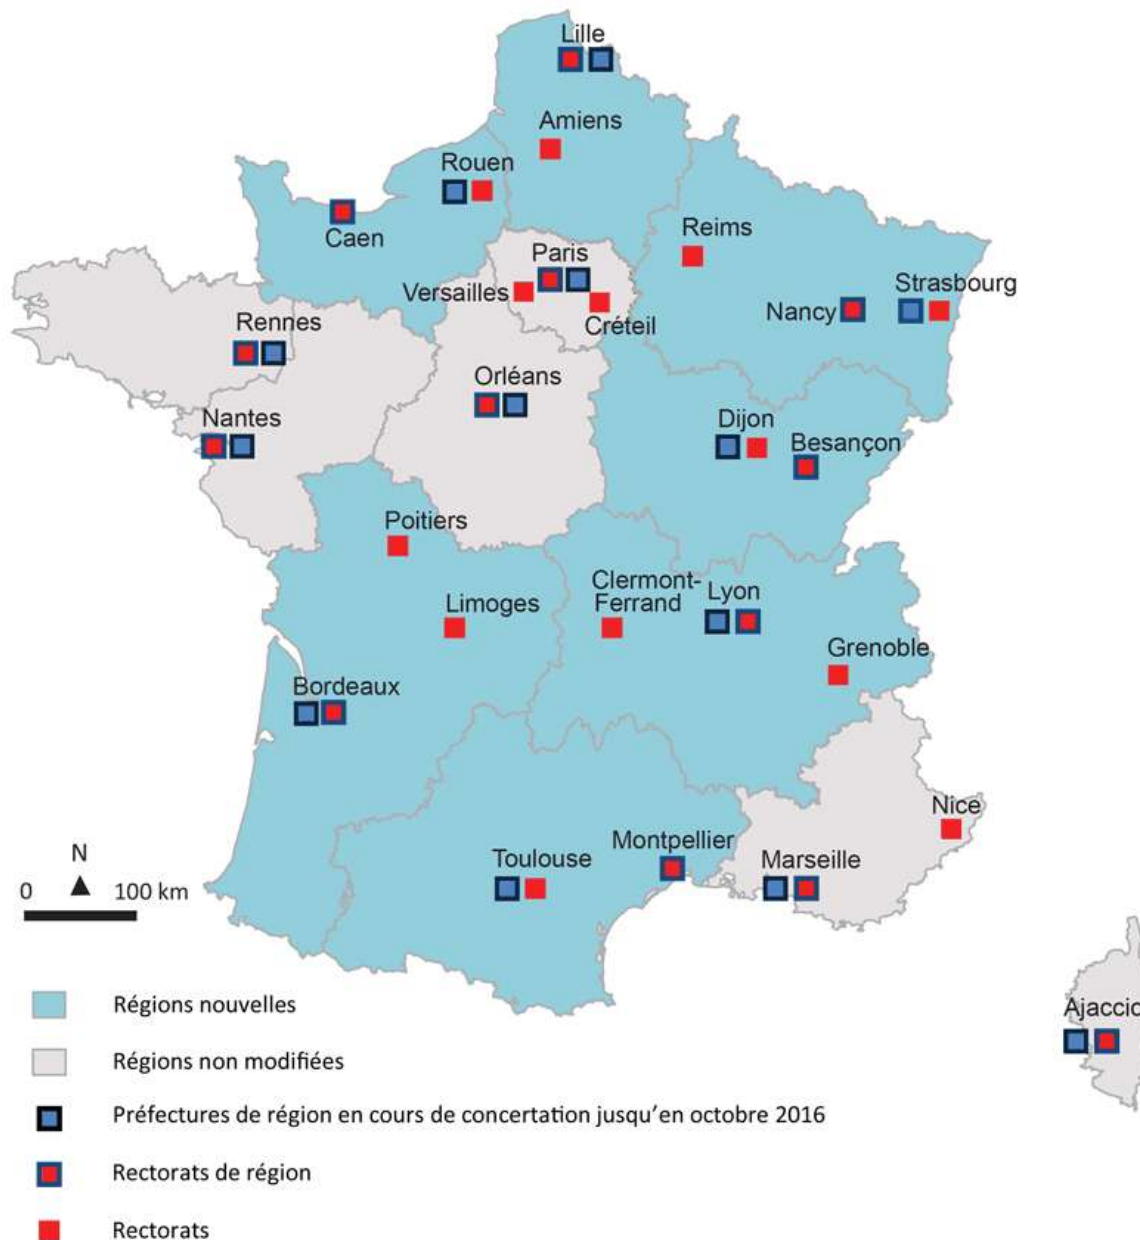 Lille
Amiens
Rouen
Caen
Reims
Paris
Versailles
Créteil
Strasbourg
Nancy
Rennes
Orléans
Nantes
Dijon
Besançon
Poitiers
Limoges
Clermont-
Ferrand
Lyon
Grenoble
Bordeaux
Nice
Montpellier
Toulouse
Marseille
N
0 100 km
Ajaccio
Régions nouvelles
Régions non modifiées
Préfectures de région en cours de concertation jusqu'en octobre 2016
Rectorats de région
Rectorats